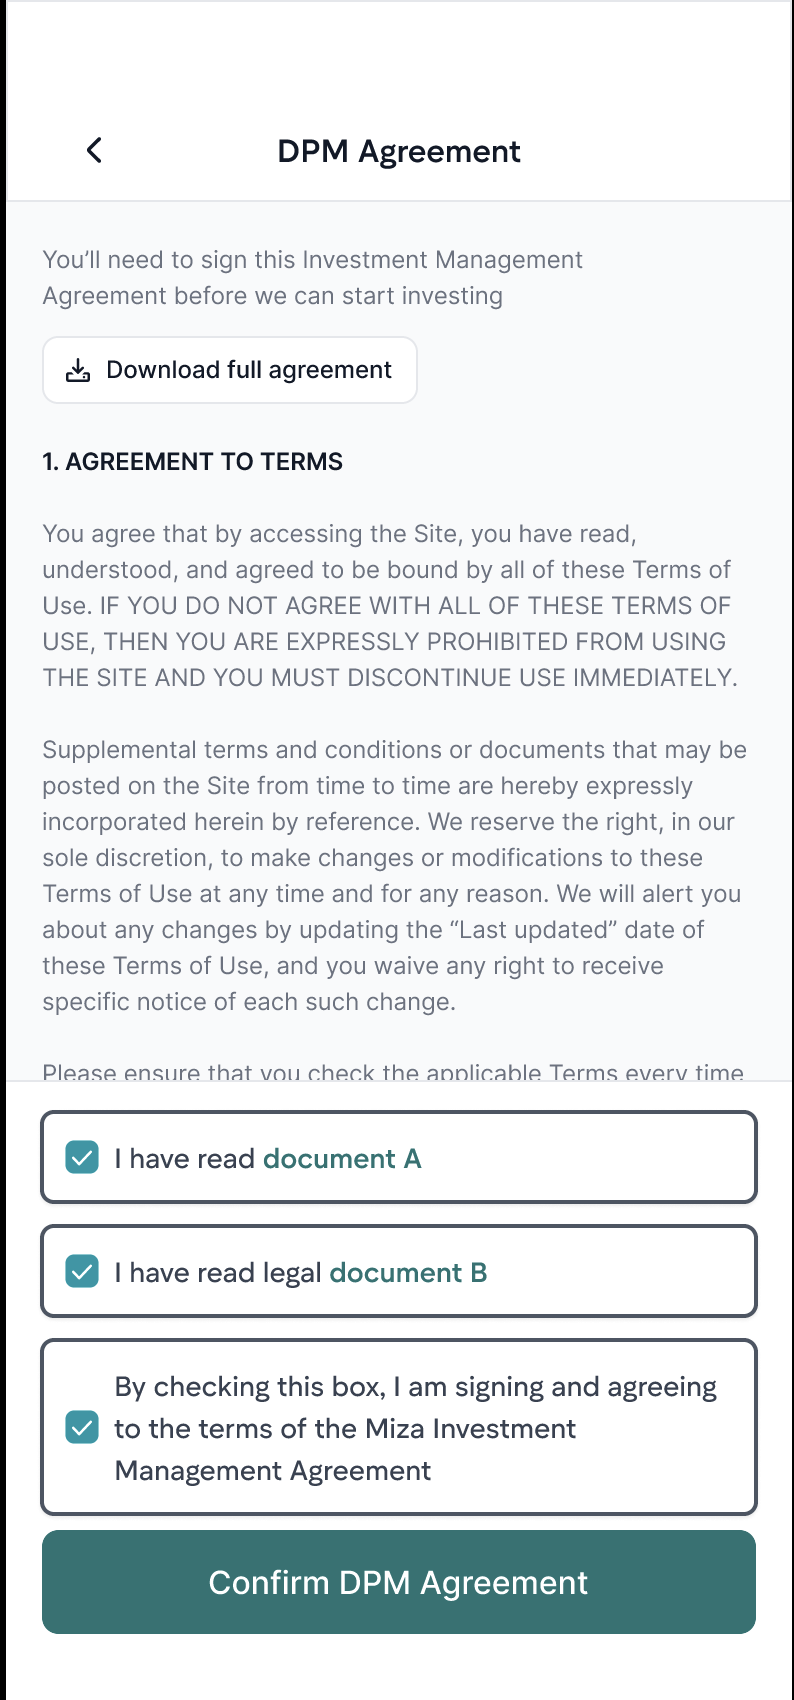 DPM Agreement
You’ll need to sign this Investment Management
Agreement before we can start investing
Download full agreement
1. AGREEMENT TO TERMS
You agree that by accessing the Site, you have read,
understood, and agreed to be bound by all of these Terms of
Use. IF YOU DO NOT AGREE WITH ALL OF THESE TERMS OF
USE, THEN YOU ARE EXPRESSLY PROHIBITED FROM USING
THE SITE AND YOU MUST DISCONTINUE USE IMMEDIATELY.
Supplemental terms and conditions or documents that may be
posted on the Site from time to time are hereby expressly
incorporated herein by reference. We reserve the right, in our
sole discretion, to make changes or modifications to these
Terms of Use at any time and for any reason. We will alert you
about any changes by updating the “Last updated” date of
these Terms of Use, and you waive any right to receive
specific notice of each such change.
Please ensure that you check the applicable Terms every time
I have read document A
I have read legal document B
By checking this box, I am signing and agreeing
to the terms of the Miza Investment
Management Agreement
Confirm DPM Agreement